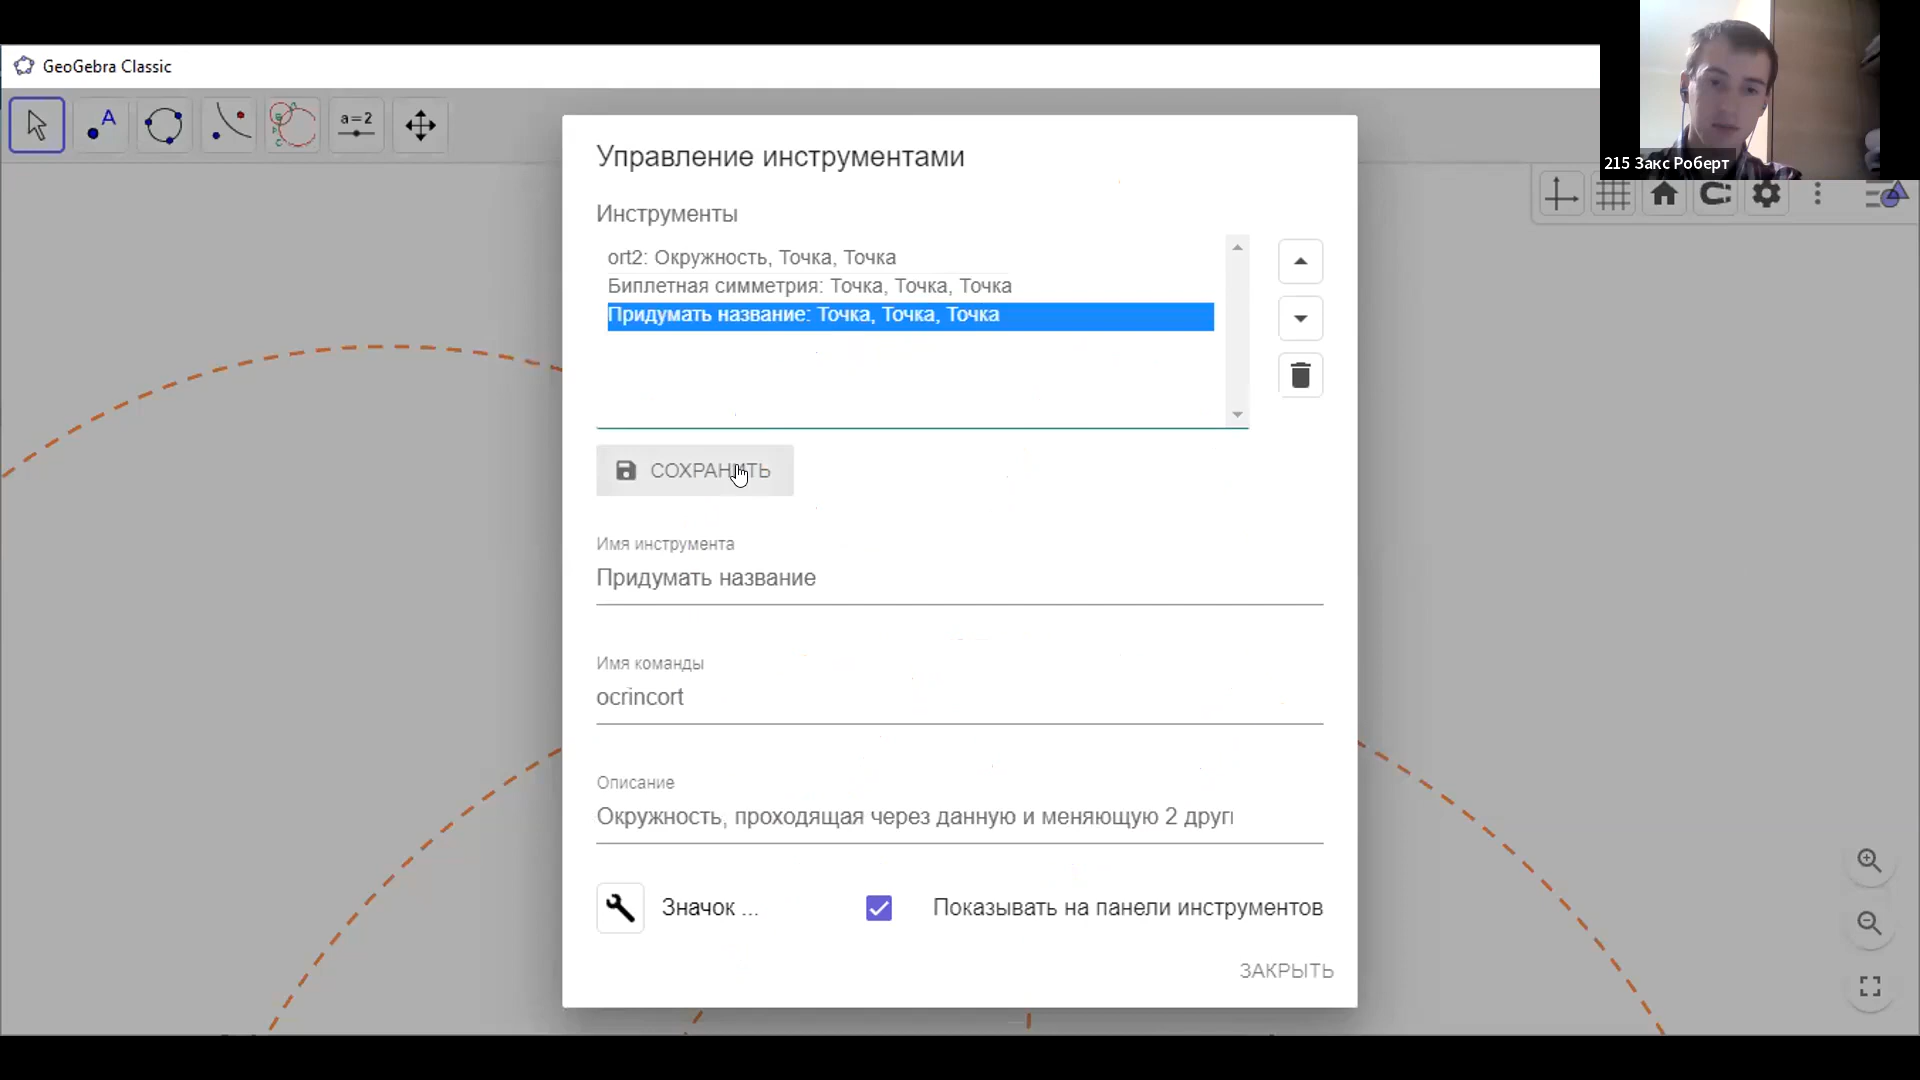 GeoGebra Classic
A
a=2
215 Закс Роберт
Управление инструментами
Инструменты
ort2: Окружность, Точка, Точка
Биплетная симметрия: Точка, Точка, Точка
Придумать название: Точка, Точка, Точка
СОХРАНИТЬ
Имя инструмента
Придумать название
Имя команды
ocrincort
Описание
Окружность, проходящая через данную и меняющую 2 други
Значок ...
Показывать на панели инструментов
ЗАКРЫТЬ